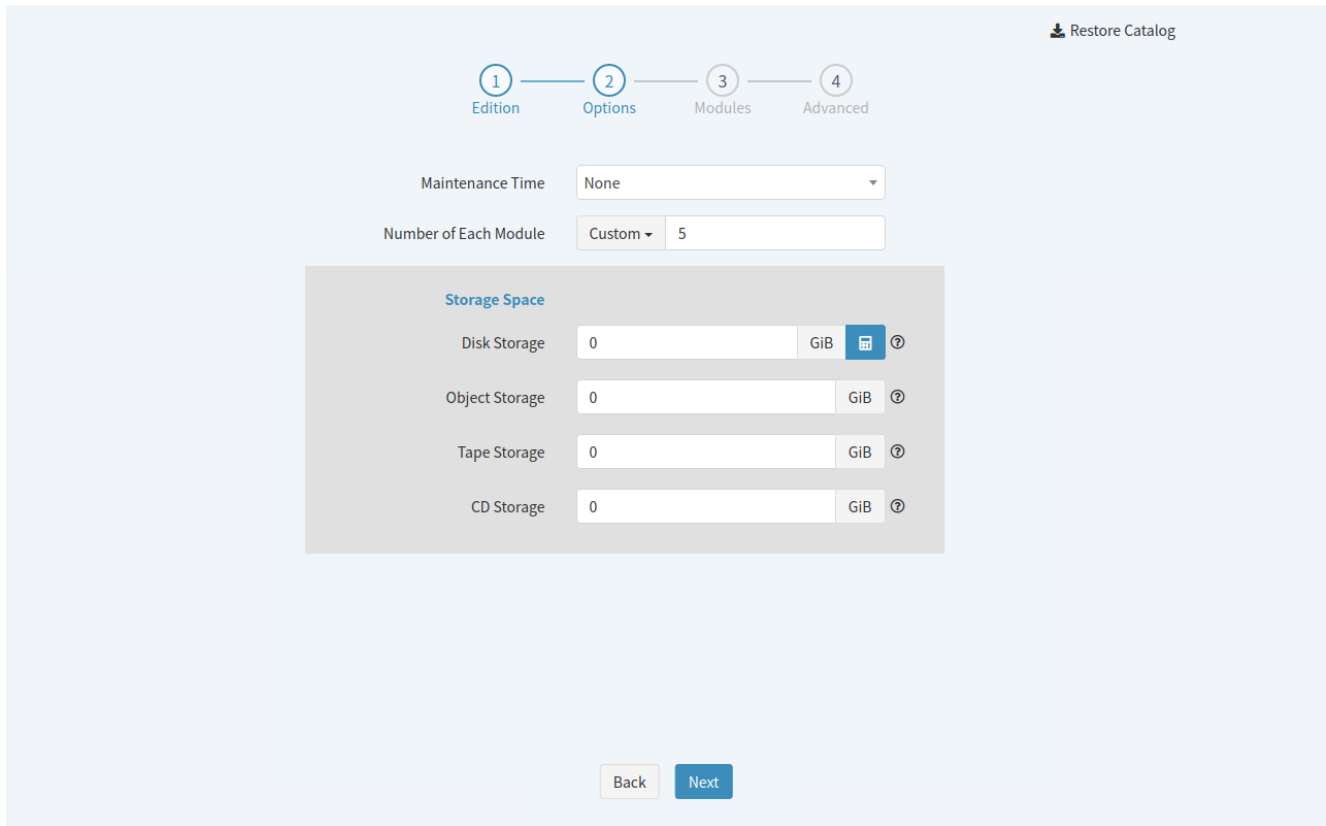 Restore Catalog
1 2 3 4
Edition Options Modules Advanced
Maintenance Time None
Number of Each Module Custom 5
Storage Space
Disk Storage 0 GiB
Object Storage 0 GiB
Tape Storage 0 GiB
CD Storage 0 GiB
Back Next